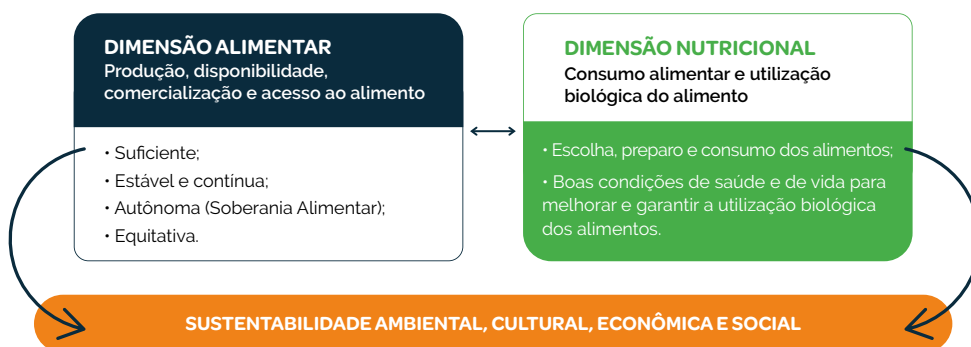 DIMENSÃO ALIMENTAR
Produção, disponibilidade,
comercialização e acesso ao alimento
• Suficiente;
• Estável e contínua;
• Autônoma (Soberania Alimentar);
• Equitativa.
DIMENSÃO NUTRICIONAL
Consumo alimentar e utilização
biológica do alimento
• Escolha, preparo e consumo dos alimentos;
• Boas condições de saúde e de vida para
melhorar e garantir a utilização biológica
dos alimentos.
SUSTENTABILIDADE AMBIENTAL, CULTURAL, ECONÔMICA E SOCIAL